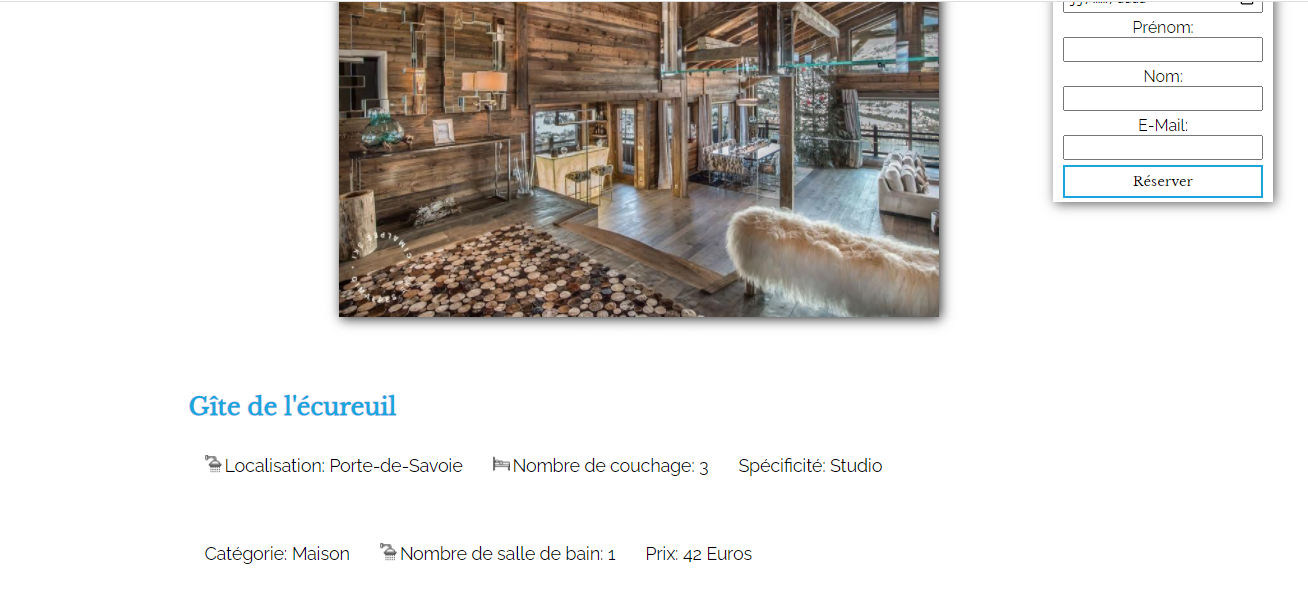 Prénom:
Nom:
E-Mail:
Réserver
Gîte de l'écureuil
Localisation: Porte-de-Savoie Nombre de couchage: 3 Spécificité: Studio
Catégorie: Maison Nombre de salle de bain: 1 Prix: 42 Euros